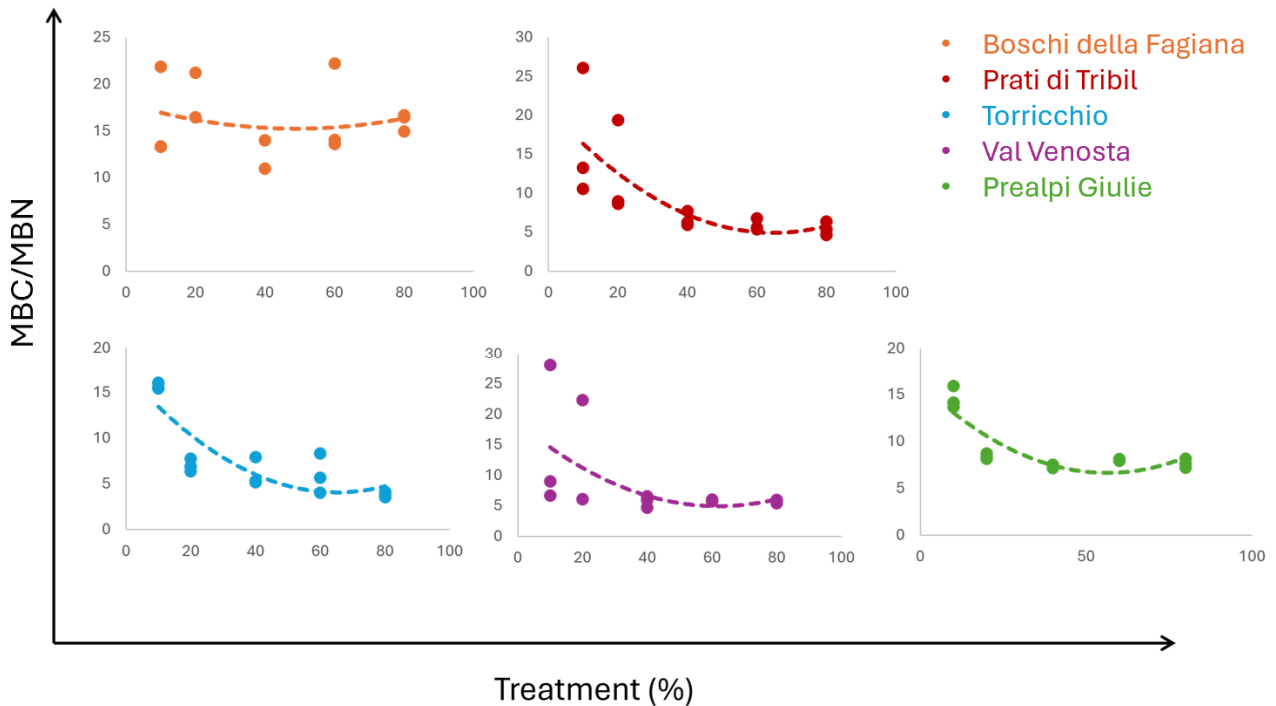 MBC/MBN
25
20
15
10
5
0
0 20 40 60 80 100
30
25
20
15
10
5
0
0 20 40 60 80 100
Boschi della Fagiana
Prati di Tribil
Torricchio
Val Venosta
Prealpi Giulie
20
15
10
5
0
0 20 40 60 80 100
30
25
20
15
10
5
0
0 20 40 60 80 100
20
15
10
5
0
0 50 100
Treatment (%)